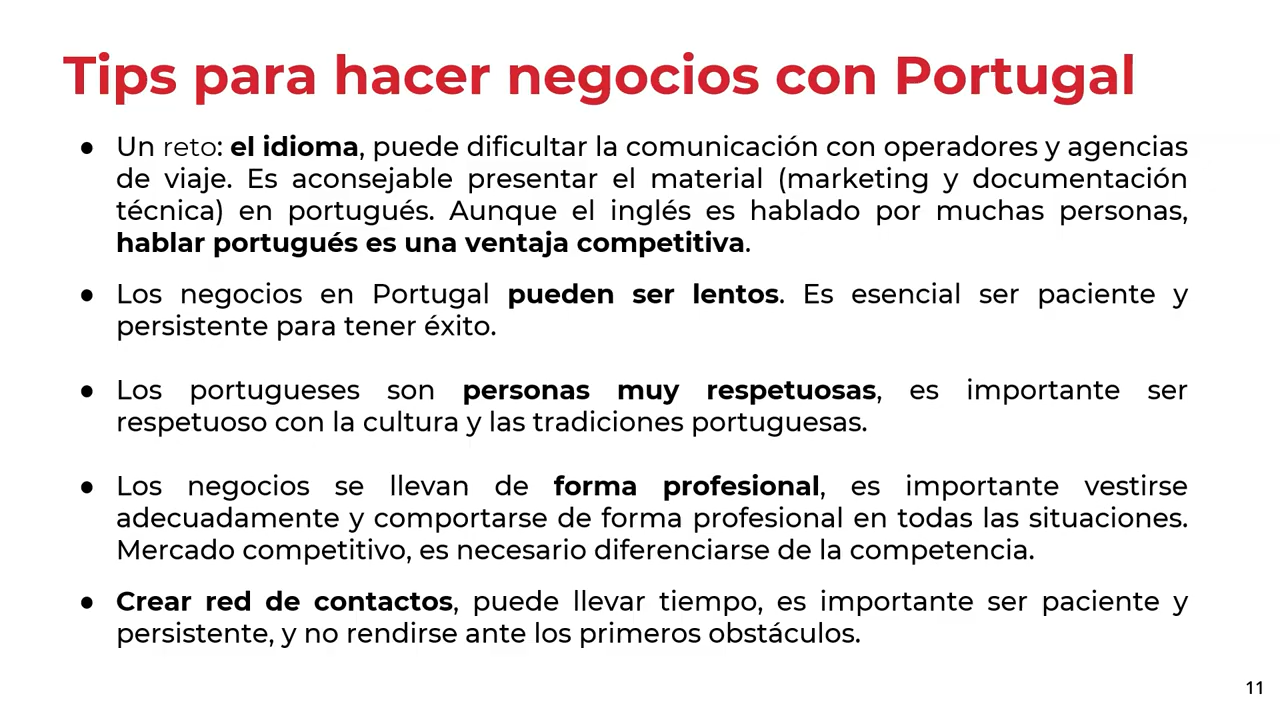 Tips para hacer negocios con Portugal
● Un reto: el idioma, puede dificultar la comunicación con operadores y agencias
de viaje. Es aconsejable presentar el material (marketing y documentación
técnica) en portugués. Aunque el inglés es hablado por muchas personas,
hablar portugués es una ventaja competitiva.
● Los negocios en Portugal pueden ser lentos. Es esencial ser paciente y
persistente para tener éxito.
● Los portugueses son personas muy respetuosas, es importante ser
respetuoso con la cultura y las tradiciones portuguesas.
● Los negocios se llevan de forma profesional, es importante vestirse
adecuadamente y comportarse de forma profesional en todas las situaciones.
Mercado competitivo, es necesario diferenciarse de la competencia.
● Crear red de contactos, puede llevar tiempo, es importante ser paciente y
persistente, y no rendirse ante los primeros obstáculos.
11